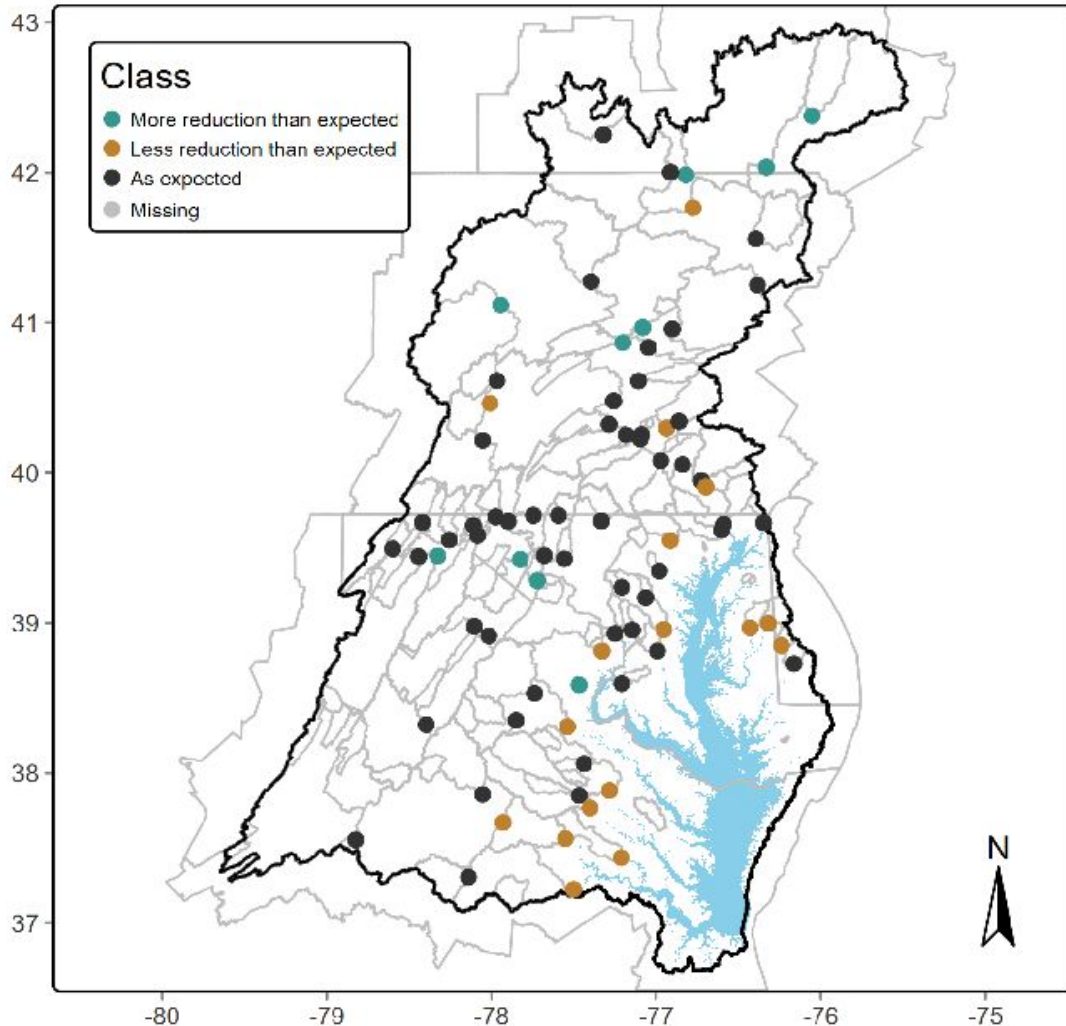 43
42
41
40
39
38
37
Class
More reduction than expected
Less reduction than expected
As expected
Missing
N
-80 -79 -78 -77 -76 -75